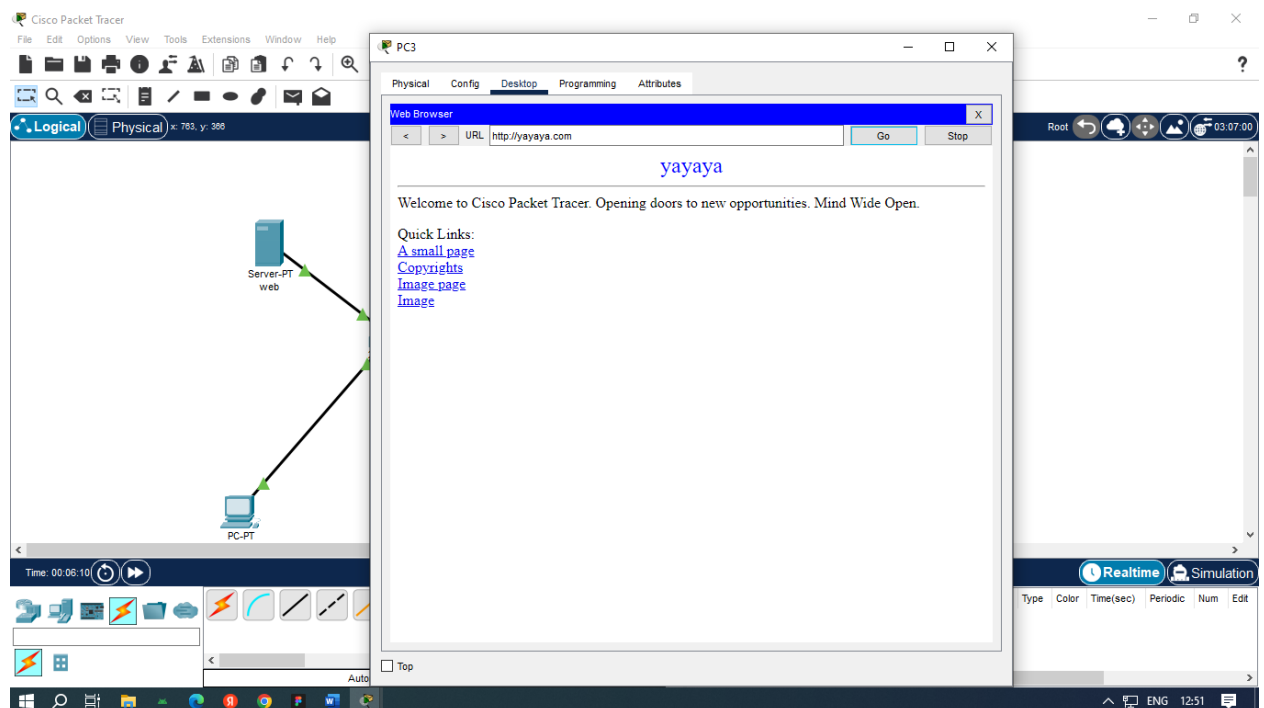 Cisco Packet Tracer
File Edit Options View Tools Extensions Window Help
?
Logical Physical x: 763, y: 366
Root 03:07:00
Server-PT
web
PC-PT
PC3
Physical Config Desktop Programming Attributes
Web Browser X
< > URL http://yayaya.com Go Stop
yayaya
Welcome to Cisco Packet Tracer. Opening doors to new opportunities. Mind Wide Open.
Quick Links:
A small page
Copyrights
Image page
Image
Top
Time: 00:06:10
Realtime Simulation
Type Color Time(sec) Periodic Num Edit
Auto
ENG 12:51